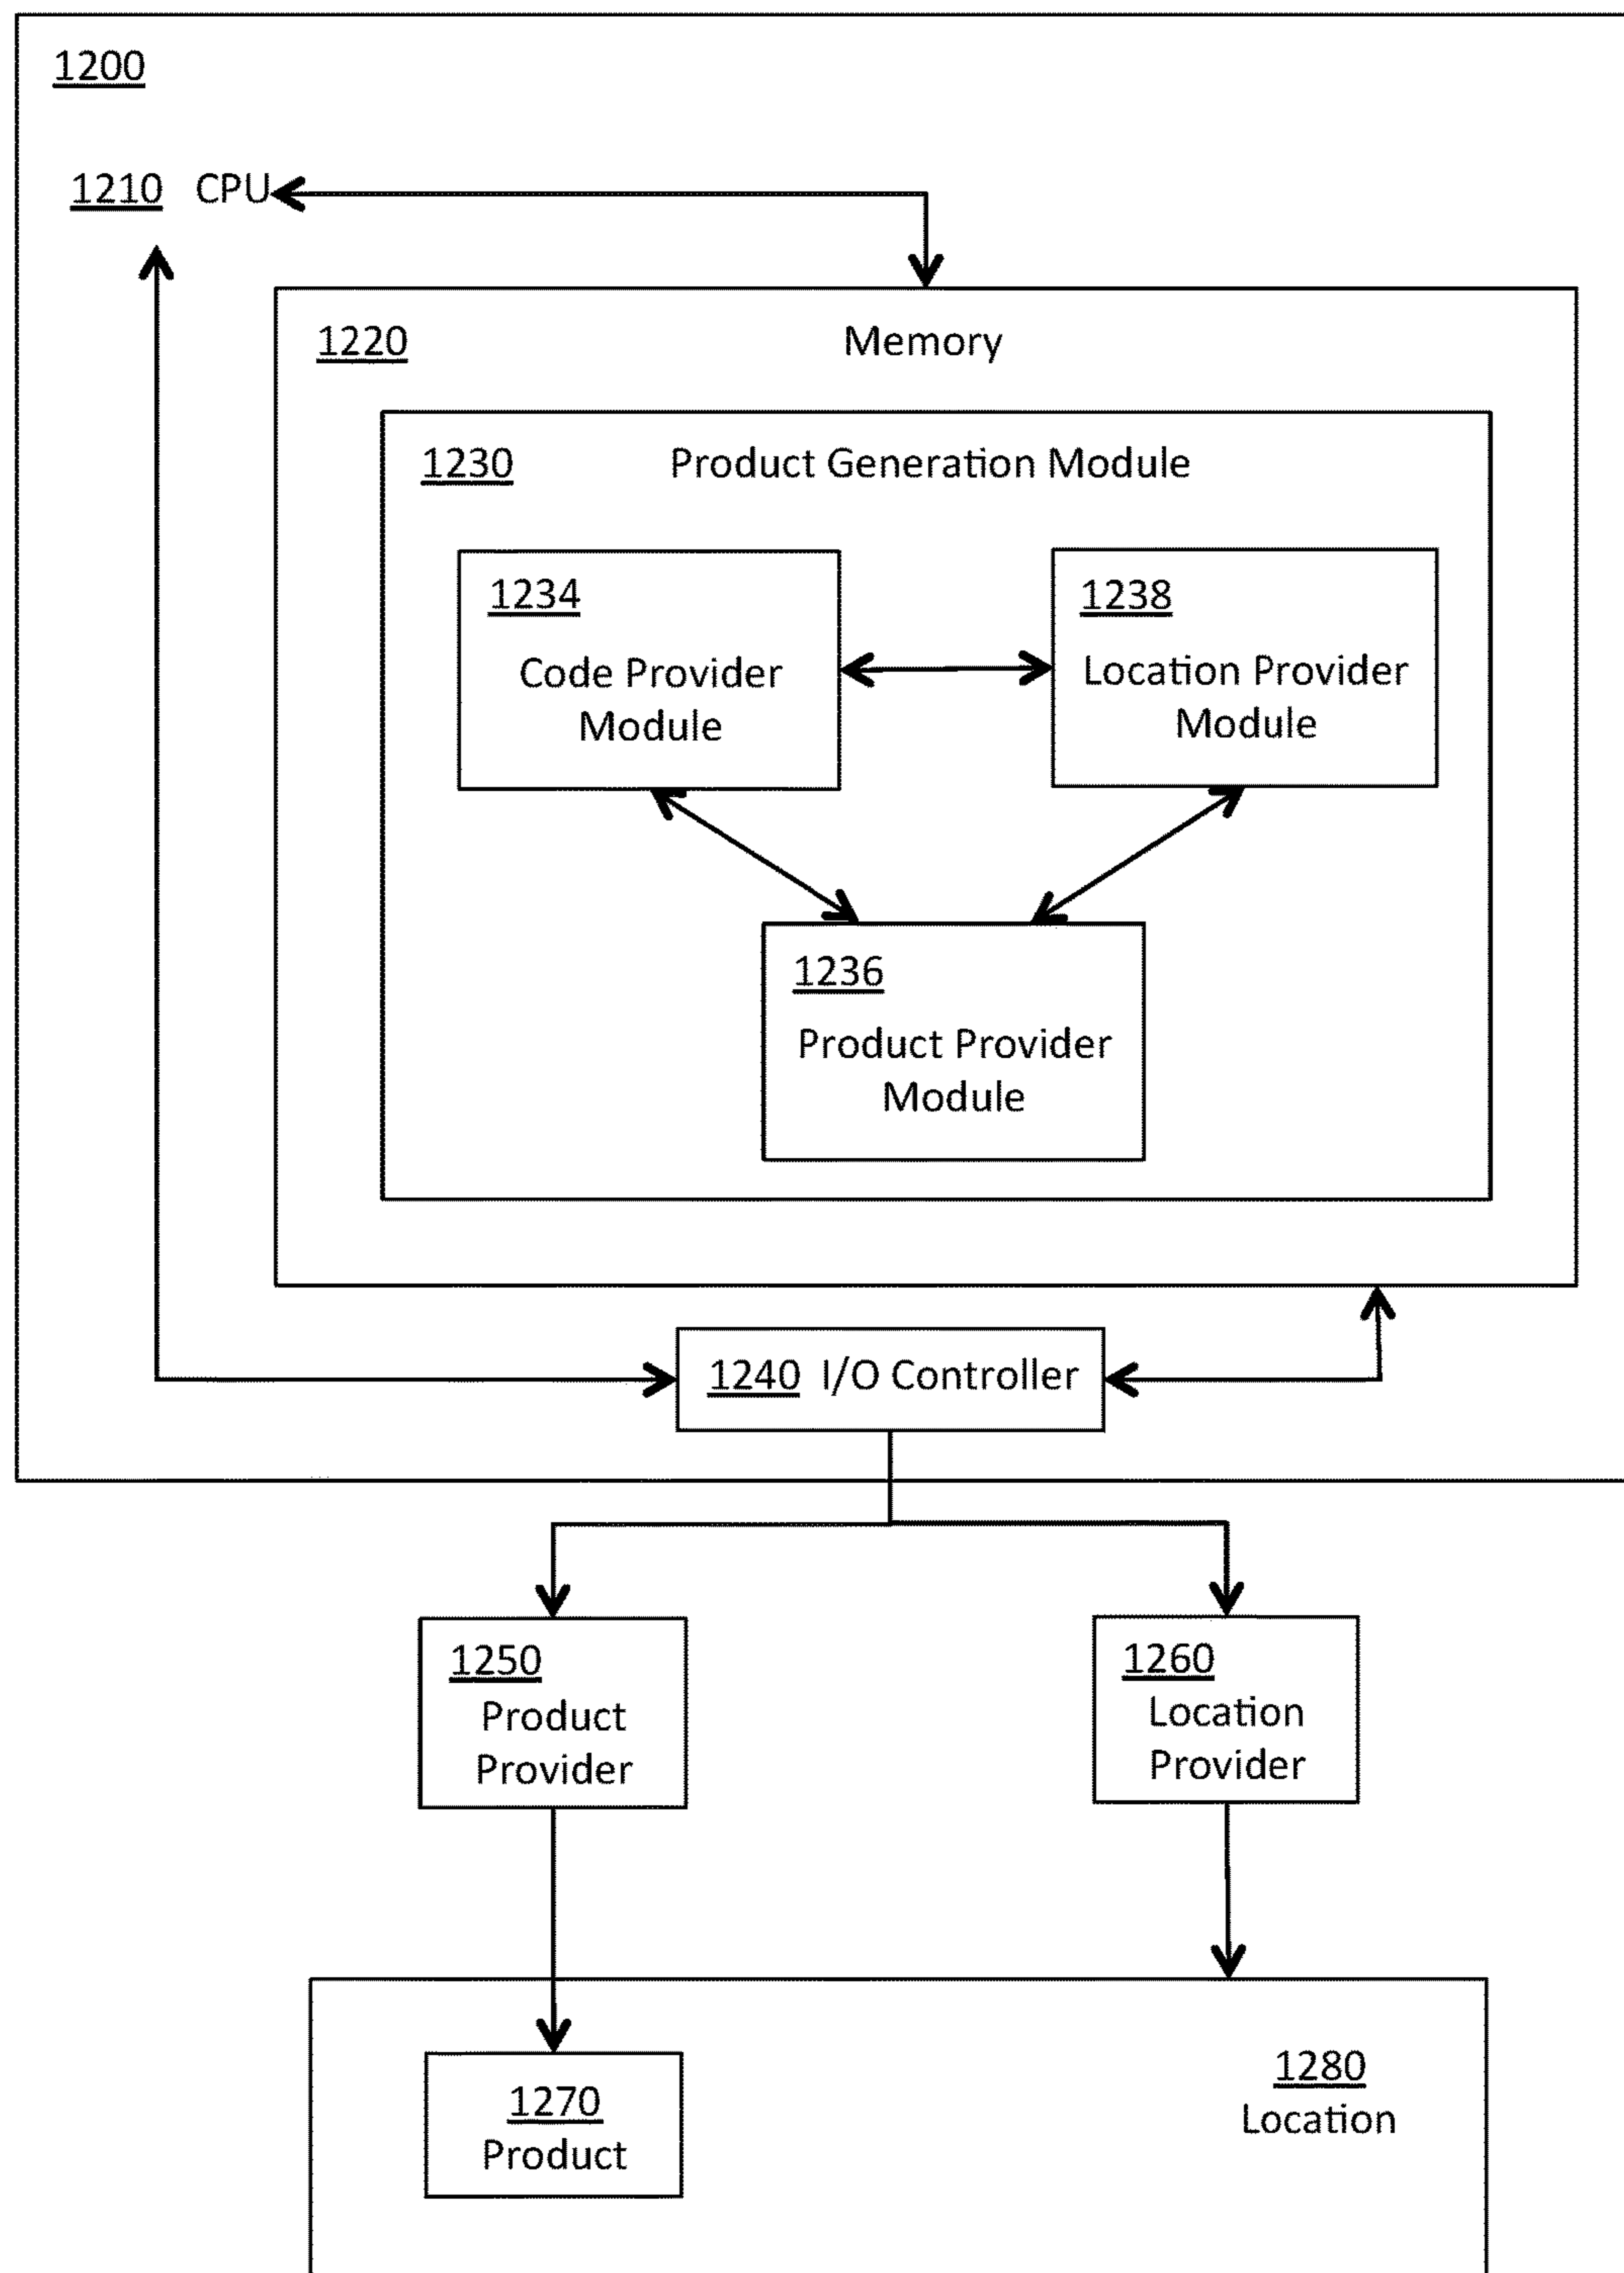 1200
1210 CPU
1220 Memory
1230 Product Generation Module
1234
Code Provider
Module
1238
Location Provider
Module
1236
Product Provider
Module
1240 I/O Controller
1250
Product
Provider
1260
Location
Provider
1270
Product
1280
Location